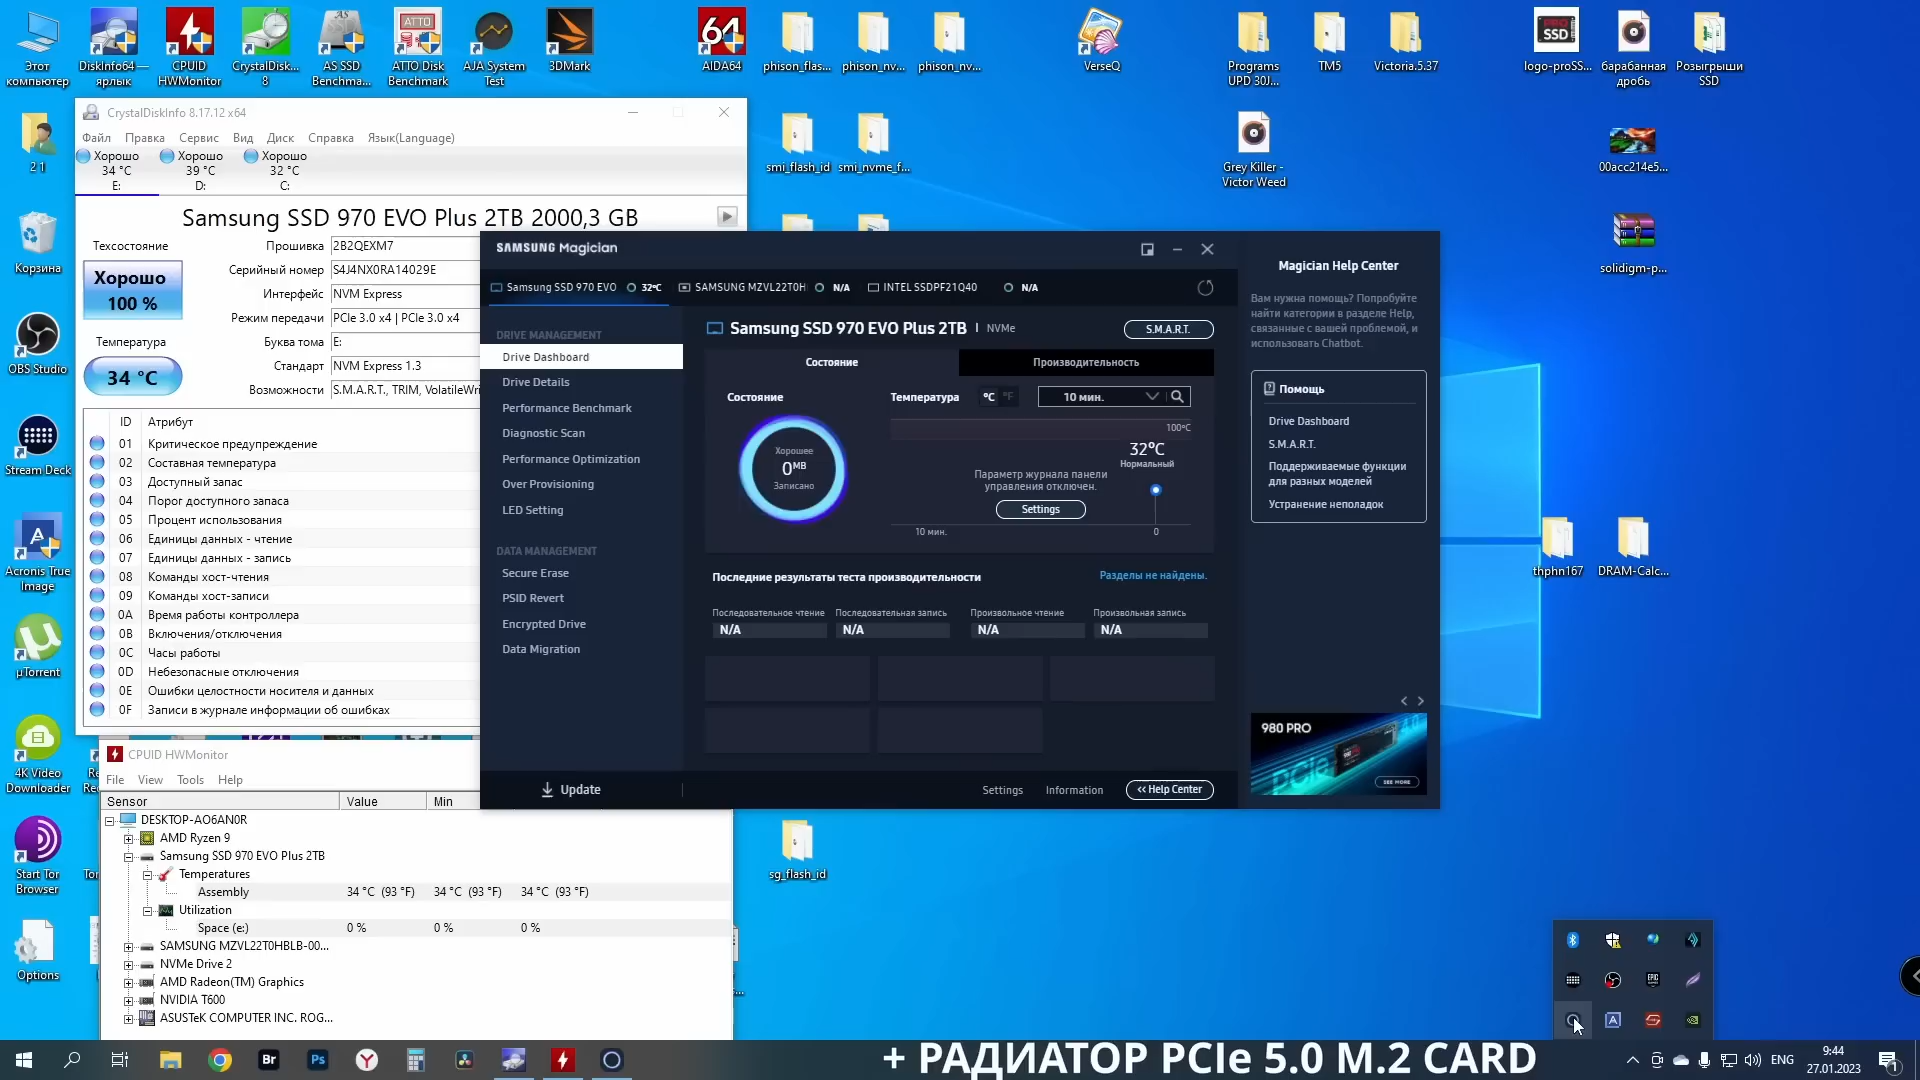 Этот компьютер
DiskInfo64 — ярлык
CPUID HWMonitor
CrystalDisk... 8
AS SSD Benchma...
ATTO Disk Benchmark
AJA System Test
3DMark
AIDA64
phison_flas...
phison_nv...
phison_nv...
VerseQ
Programs UPD 30J...
TM5
Victoria.5.37
logo-proSS...
барабанная дробь
Розыгрыши SSD
2 1
Корзина
OBS Studio
Stream Deck
Acronis True Image
µTorrent
4K Video Downloader
Start Tor Browser
Options
smi_flash_id
smi_nvme_f...
Grey Killer - Victor Weed
00acc214e5...
solidigm-p...
thphn167
DRAM-Calc...
sg_flash_id
CrystalDiskInfo 8.17.12 x64
Файл Правка Сервис Вид Диск Справка Язык(Language)
Хорошо Хорошо Хорошо
34 °C 39 °C 32 °C
E: D: C:
Samsung SSD 970 EVO Plus 2TB 2000,3 GB
Техсостояние
Хорошо
100 %
Температура
34 °C
Прошивка 2B2QEXM7
Серийный номер S4J4NX0RA14029E
Интерфейс NVM Express
Режим передачи PCIe 3.0 x4 | PCIe 3.0 x4
Буква тома E:
Стандарт NVM Express 1.3
Возможности S.M.A.R.T., TRIM, VolatileWri
ID Атрибут
01 Критическое предупреждение
02 Составная температура
03 Доступный запас
04 Порог доступного запаса
05 Процент использования
06 Единицы данных - чтение
07 Единицы данных - запись
08 Команды хост-чтения
09 Команды хост-записи
0A Время работы контроллера
0B Включения/отключения
0C Часы работы
0D Небезопасные отключения
0E Ошибки целостности носителя и данных
0F Записи в журнале информации об ошибках
SAMSUNG Magician
Samsung SSD 970 EVO 32ºC SAMSUNG MZVL22T0H N/A INTEL SSDPF21Q40 N/A
DRIVE MANAGEMENT
Drive Dashboard
Drive Details
Performance Benchmark
Diagnostic Scan
Performance Optimization
Over Provisioning
LED Setting
DATA MANAGEMENT
Secure Erase
PSID Revert
Encrypted Drive
Data Migration
Update
Samsung SSD 970 EVO Plus 2TB | NVMe
S.M.A.R.T.
Состояние Производительность
Состояние
Хорошее
0MB
Записано
Температура ºC ºF 10 мин.
100ºC
32ºC
Нормальный
Параметр журнала панели управления отключен.
Settings
10 мин. 0
Последние результаты теста производительности Разделы не найдены.
Последовательное чтение Последовательная запись Произвольное чтение Произвольная запись
N/A N/A N/A N/A
Settings Information << Help Center
Magician Help Center
Вам нужна помощь? Попробуйте
найти категории в разделе Help,
связанные с вашей проблемой, и
использовать Chatbot.
Помощь
Drive Dashboard
S.M.A.R.T.
Поддерживаемые функции
для разных моделей
Устранение неполадок
980 PRO
PCIe 4.0
SEE MORE
CPUID HWMonitor
File View Tools Help
Sensor Value Min
DESKTOP-AO6AN0R
AMD Ryzen 9
Samsung SSD 970 EVO Plus 2TB
Temperatures
Assembly 34 °C (93 °F) 34 °C (93 °F) 34 °C (93 °F)
Utilization
Space (e:) 0 % 0 % 0 %
SAMSUNG MZVL22T0HBLB-00...
NVMe Drive 2
AMD Radeon(TM) Graphics
NVIDIA T600
ASUSTeK COMPUTER INC. ROG...
+ РАДИАТОР PCIe 5.0 M.2 CARD
ENG
9:44
27.01.2023